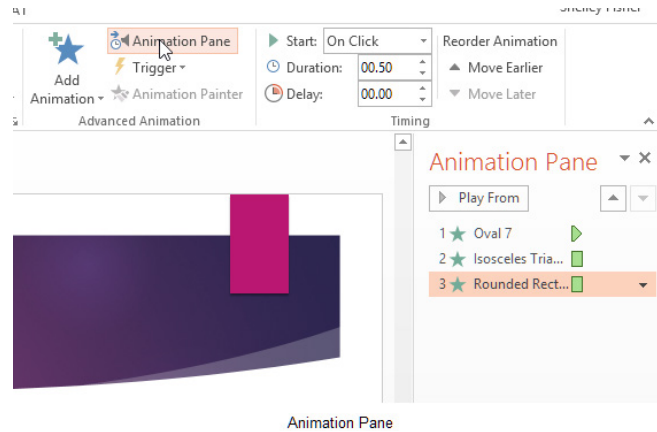 Shelley Fisher
Animation Pane
Trigger
Add
Animation
Animation Painter
Advanced Animation
Start: On Click
Duration: 00.50
Delay: 00.00
Timing
Reorder Animation
Move Earlier
Move Later
Animation Pane
Play From
1 Oval 7
2 Isosceles Tria...
3 Rounded Rect...
Animation Pane